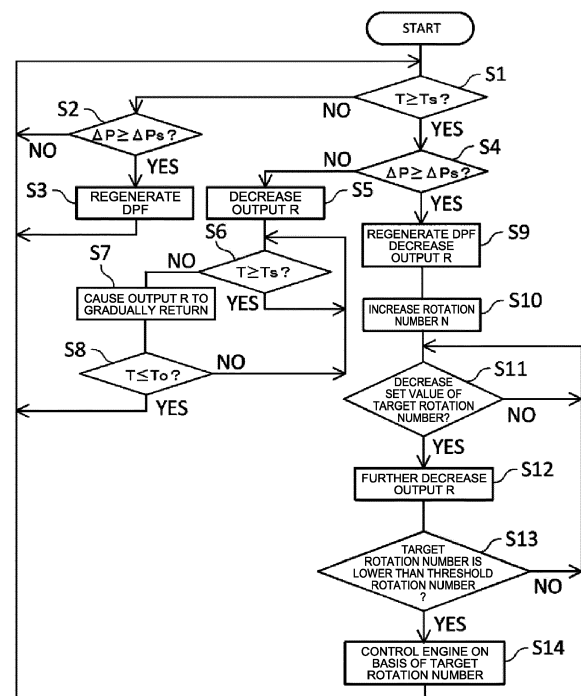 START
S1
T≥Ts?
NO
YES
S2
ΔP≥ΔPs?
NO
YES
S3
REGENERATE
DPF
S4
ΔP≥ΔPs?
NO
YES
S5
DECREASE
OUTPUT R
S6
T≥Ts?
NO
YES
S7
CAUSE OUTPUT R TO
GRADUALLY RETURN
S8
T≤To?
NO
YES
S9
REGENERATE DPF
DECREASE
OUTPUT R
S10
INCREASE ROTATION
NUMBER N
S11
DECREASE
SET VALUE OF
TARGET ROTATION
NUMBER?
NO
YES
S12
FURTHER DECREASE
OUTPUT R
S13
TARGET
ROTATION NUMBER IS
LOWER THAN THRESHOLD
ROTATION NUMBER
?
NO
YES
S14
CONTROL ENGINE ON
BASIS OF TARGET
ROTATION NUMBER